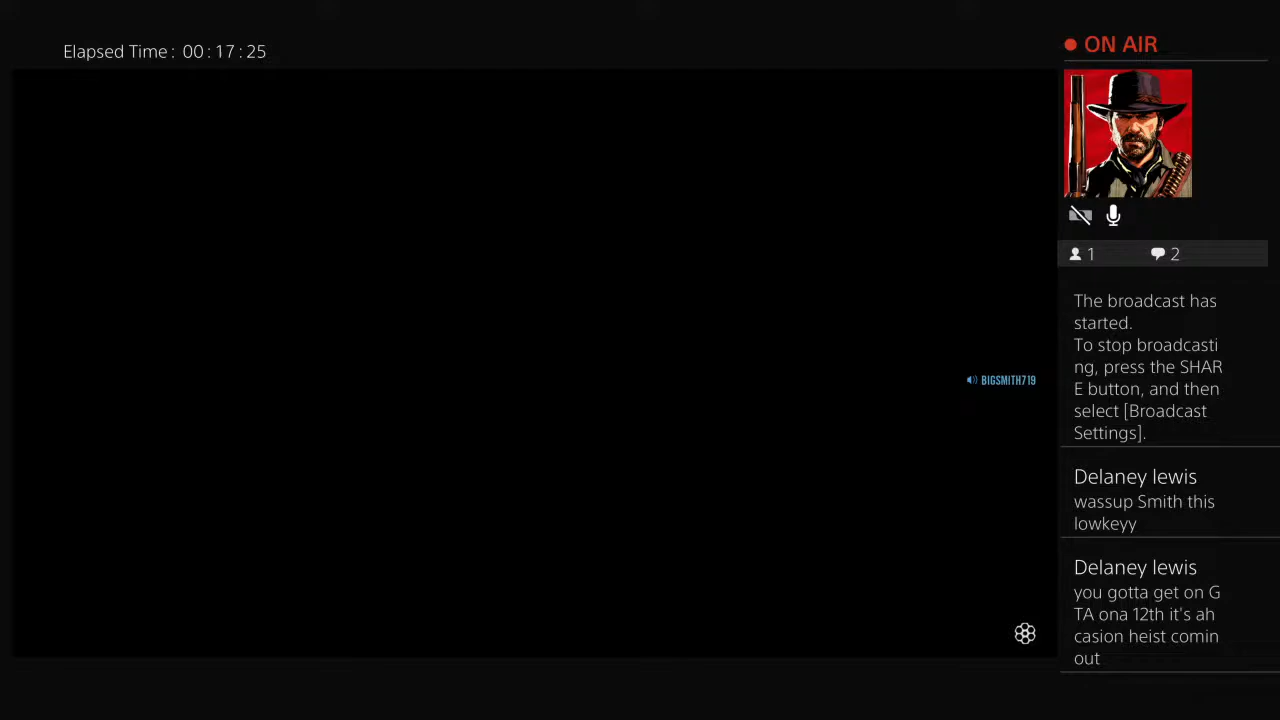 Elapsed Time : 00 : 17 : 25
ON AIR
1
2
The broadcast has
started.
To stop broadcasti
ng, press the SHAR
E button, and then
select [Broadcast
Settings].
BIGSMITH719
Delaney lewis
wassup Smith this
lowkeyy
Delaney lewis
you gotta get on G
TA ona 12th it's ah
casion heist comin
out